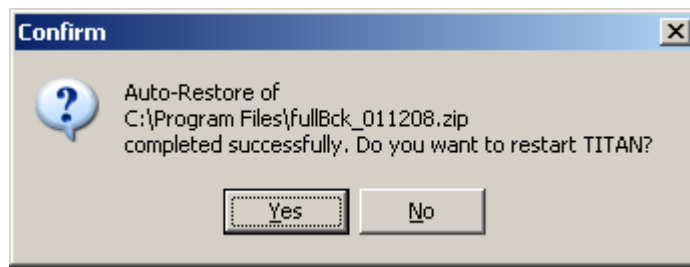 Confirm
Auto-Restore of
C:\Program Files\fullBck_011208.zip
completed successfully. Do you want to restart TITAN?
Yes No